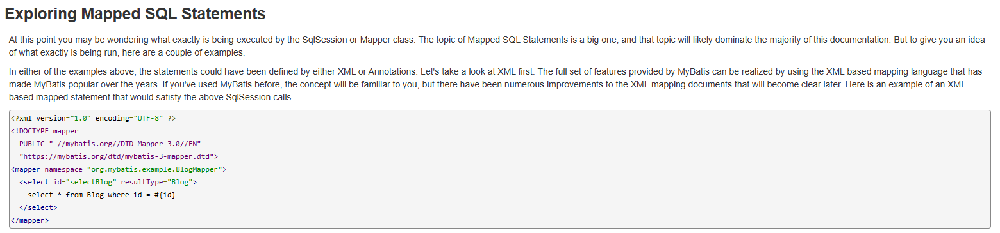 Exploring Mapped SQL Statements
At this point you may be wondering what exactly is being executed by the SqlSession or Mapper class. The topic of Mapped SQL Statements is a big one, and that topic will likely dominate the majority of this documentation. But to give you an idea
of what exactly is being run, here are a couple of examples.
In either of the examples above, the statements could have been defined by either XML or Annotations. Let's take a look at XML first. The full set of features provided by MyBatis can be realized by using the XML based mapping language that has
made MyBatis popular over the years. If you've used MyBatis before, the concept will be familiar to you, but there have been numerous improvements to the XML mapping documents that will become clear later. Here is an example of an XML
based mapped statement that would satisfy the above SqlSession calls.
<?xml version="1.0" encoding="UTF-8" ?>
<!DOCTYPE mapper
  PUBLIC "-//mybatis.org//DTD Mapper 3.0//EN"
  "https://mybatis.org/dtd/mybatis-3-mapper.dtd">
<mapper namespace="org.mybatis.example.BlogMapper">
  <select id="selectBlog" resultType="Blog">
    select * from Blog where id = #{id}
  </select>
</mapper>